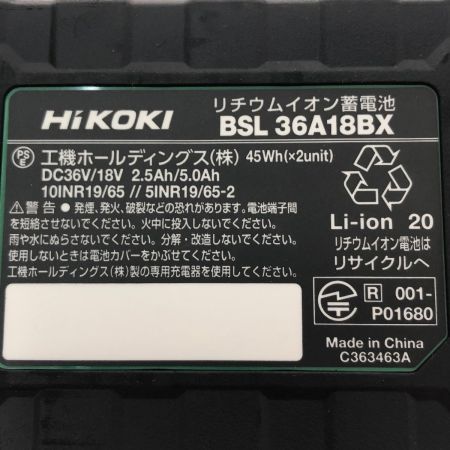 HiKOKI
リチウムイオン蓄電池
BSL 36A18BX
PSE 工機ホールディングス(株) 45Wh(×2unit)
DC36V/18V 2.5Ah/5.0Ah
10INR19/65 // 5INR19/65-2
⚠警告 ● 発煙、発火、破裂などの恐れがあります。電池端子間
を短絡させないでください。火中に投入しないでください。
雨や水にぬらさないでください。分解・改造しないでください。
使用しないときは電池カバーをかぶせてください。
工機ホールディングス(株)製の専用充電器を使用してください。
Li-ion 20
リチウムイオン電池は
リサイクルへ
R 001-
P01680
Made in China
C363463A